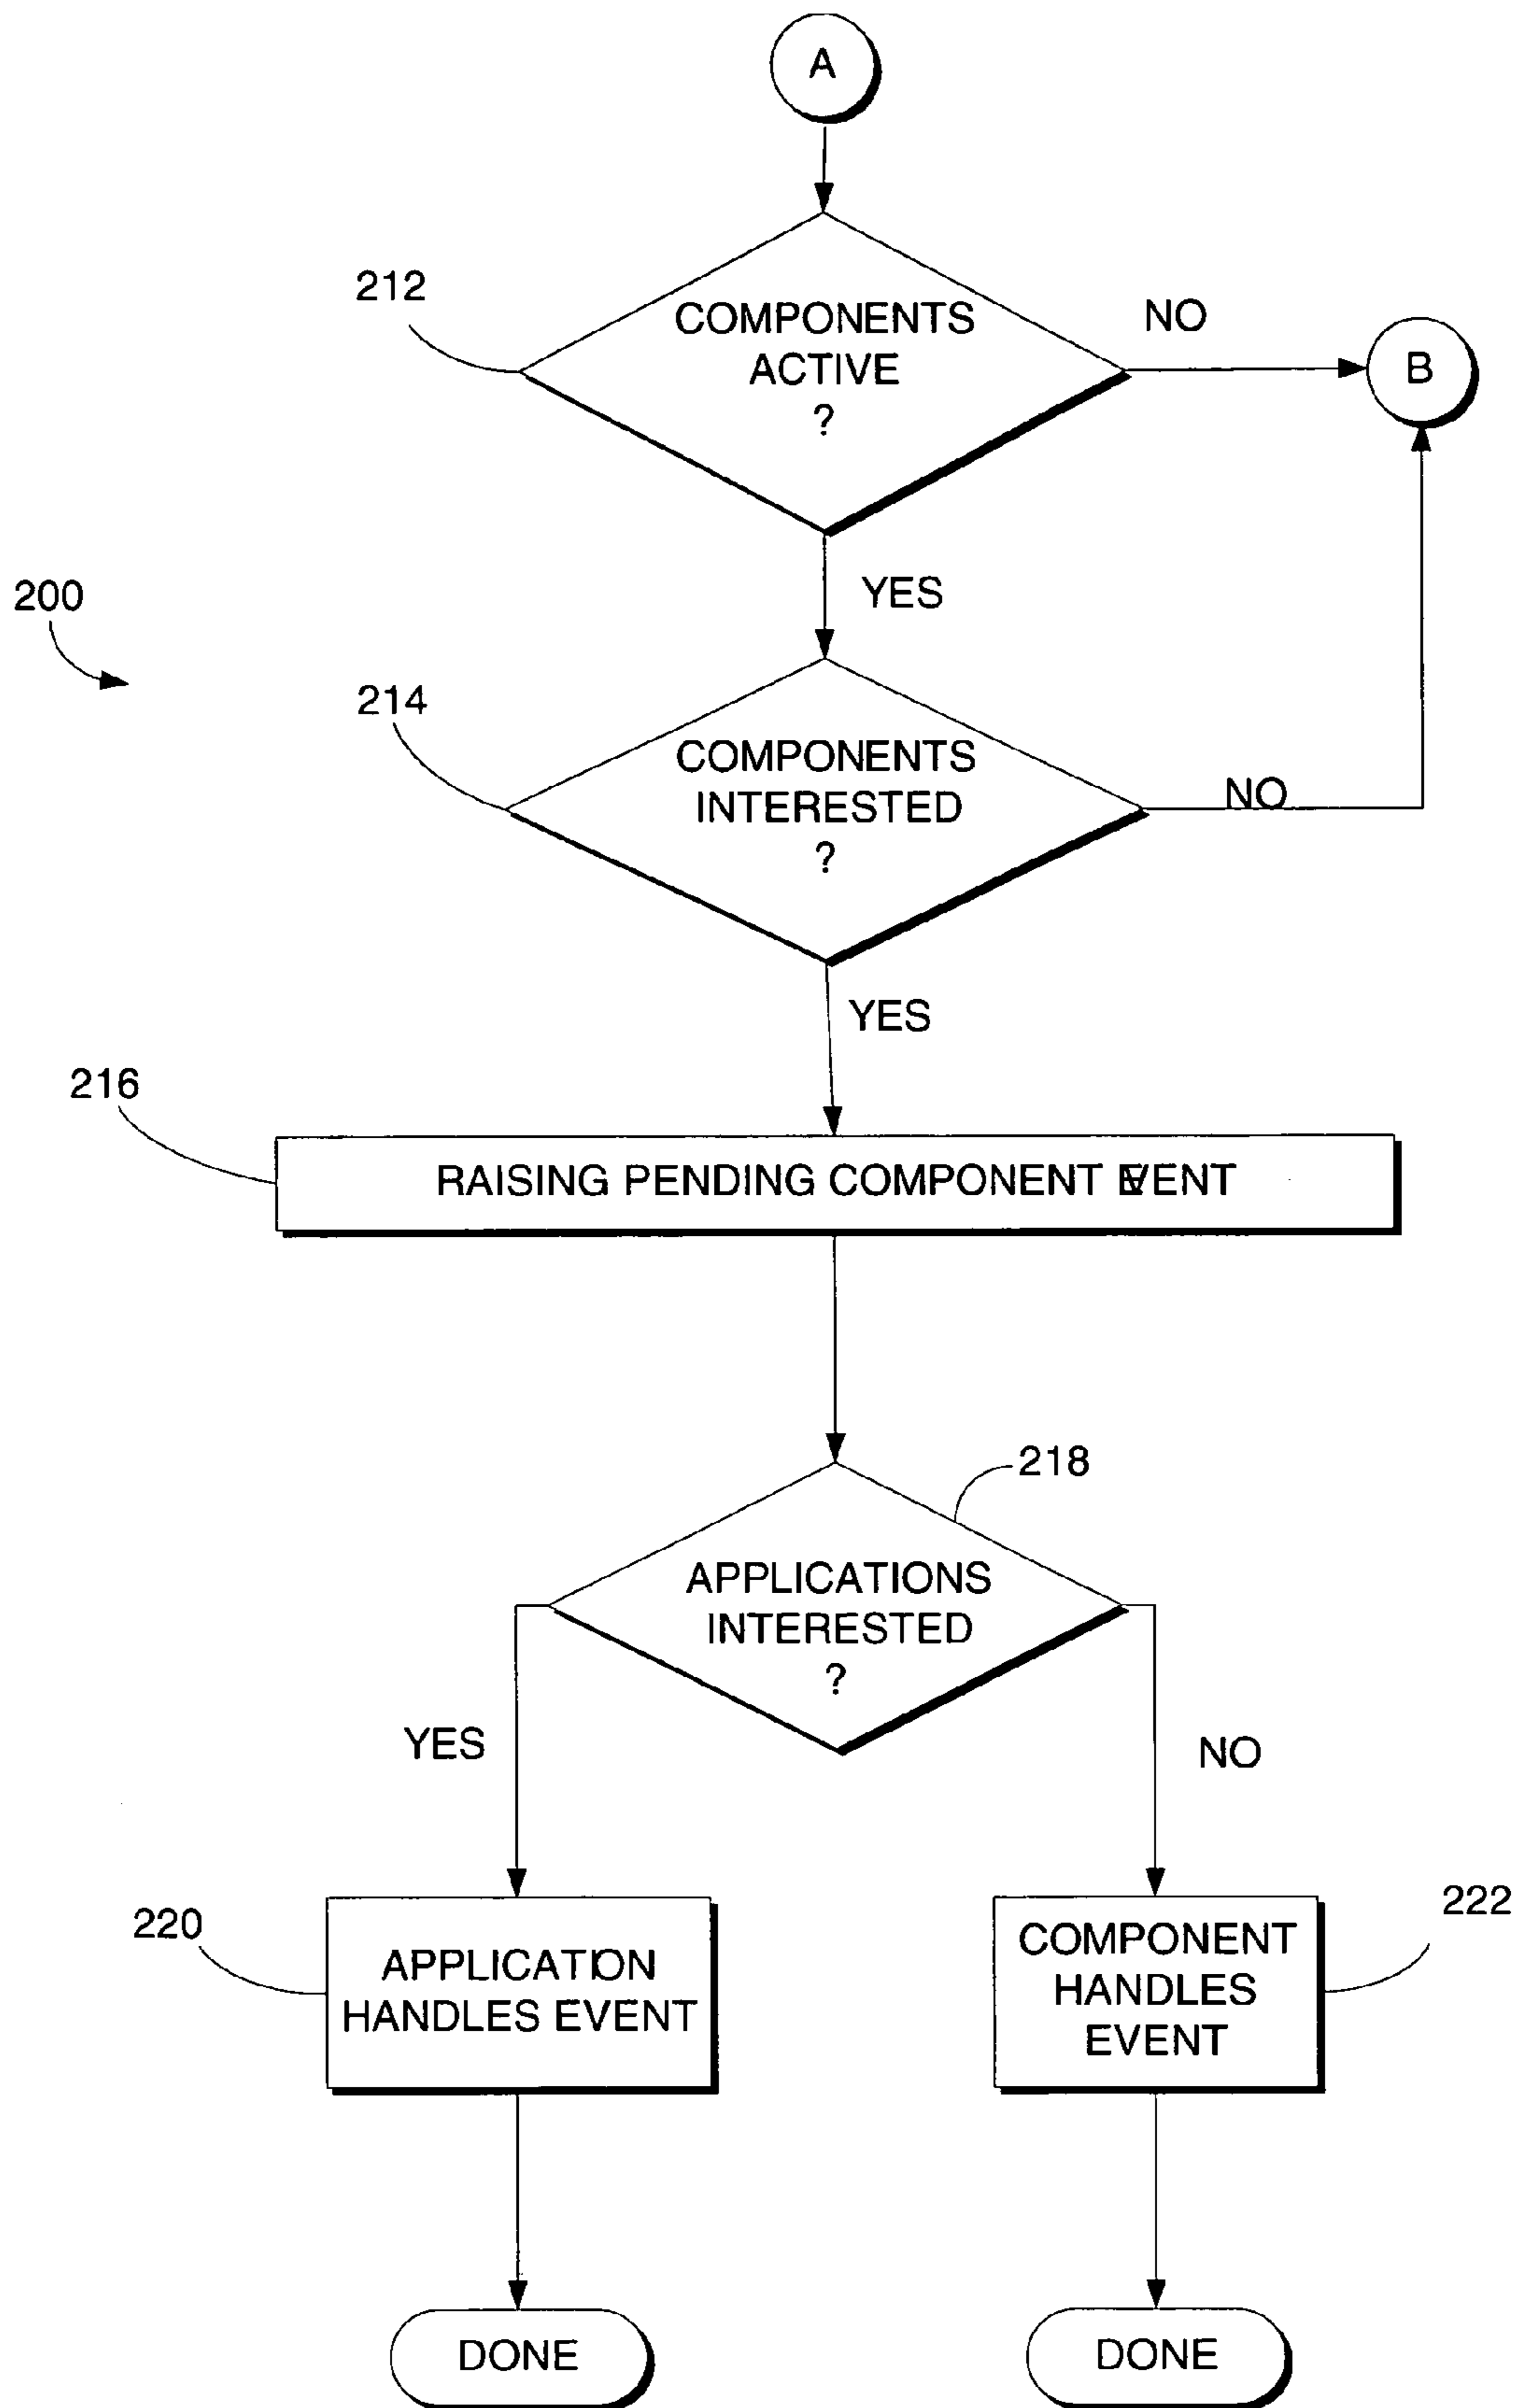 A
212
COMPONENTS
ACTIVE
?
NO
B
YES
200
214
COMPONENTS
INTERESTED
?
NO
YES
216
RAISING PENDING COMPONENT EVENT
218
APPLICATIONS
INTERESTED
?
YES
NO
220
APPLICATION
HANDLES EVENT
222
COMPONENT
HANDLES
EVENT
DONE
DONE